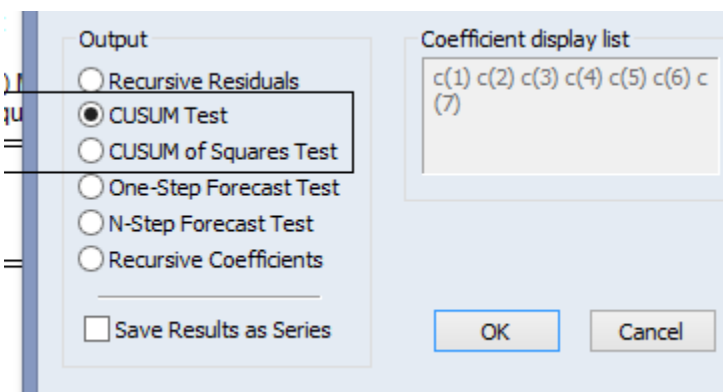 Output
Recursive Residuals
CUSUM Test
CUSUM of Squares Test
One-Step Forecast Test
N-Step Forecast Test
Recursive Coefficients
Save Results as Series
Coefficient display list
c(1) c(2) c(3) c(4) c(5) c(6) c
(7)
OK
Cancel